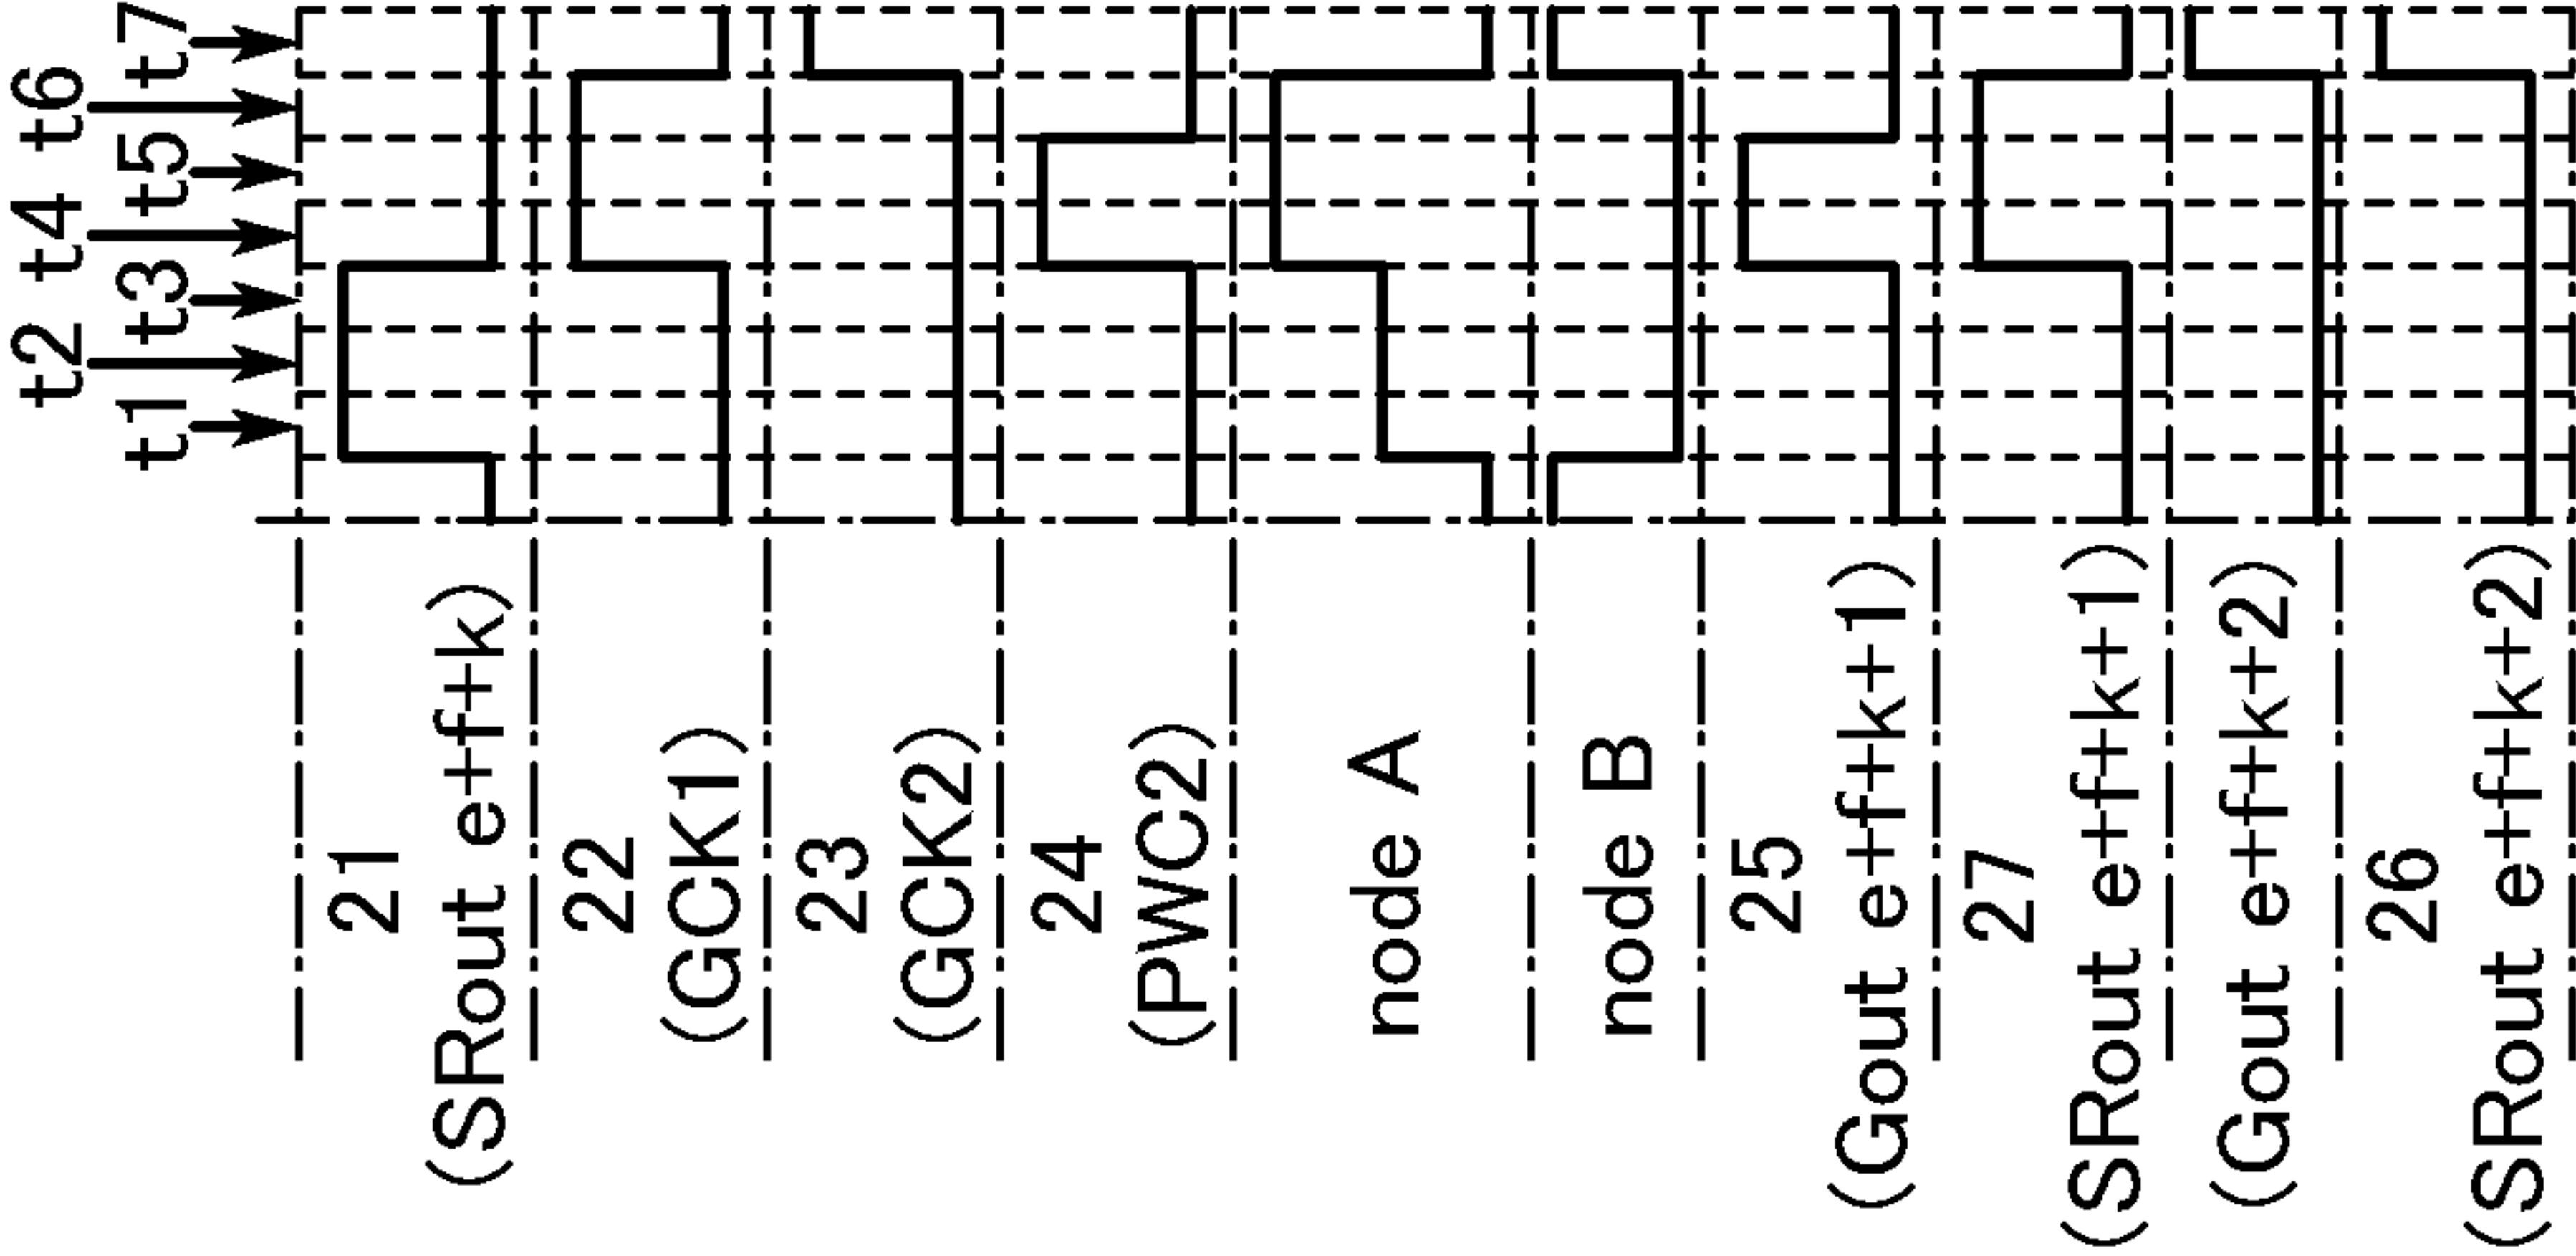 t1 t2 t3 t4 t5 t6 t7
21
(SRout e+f+k)
22
(GCK1)
23
(GCK2)
24
(PWC2)
node A
node B
25
(Gout e+f+k+1)
27
(SRout e+f+k+1)
(Gout e+f+k+2)
26
(SRout e+f+k+2)